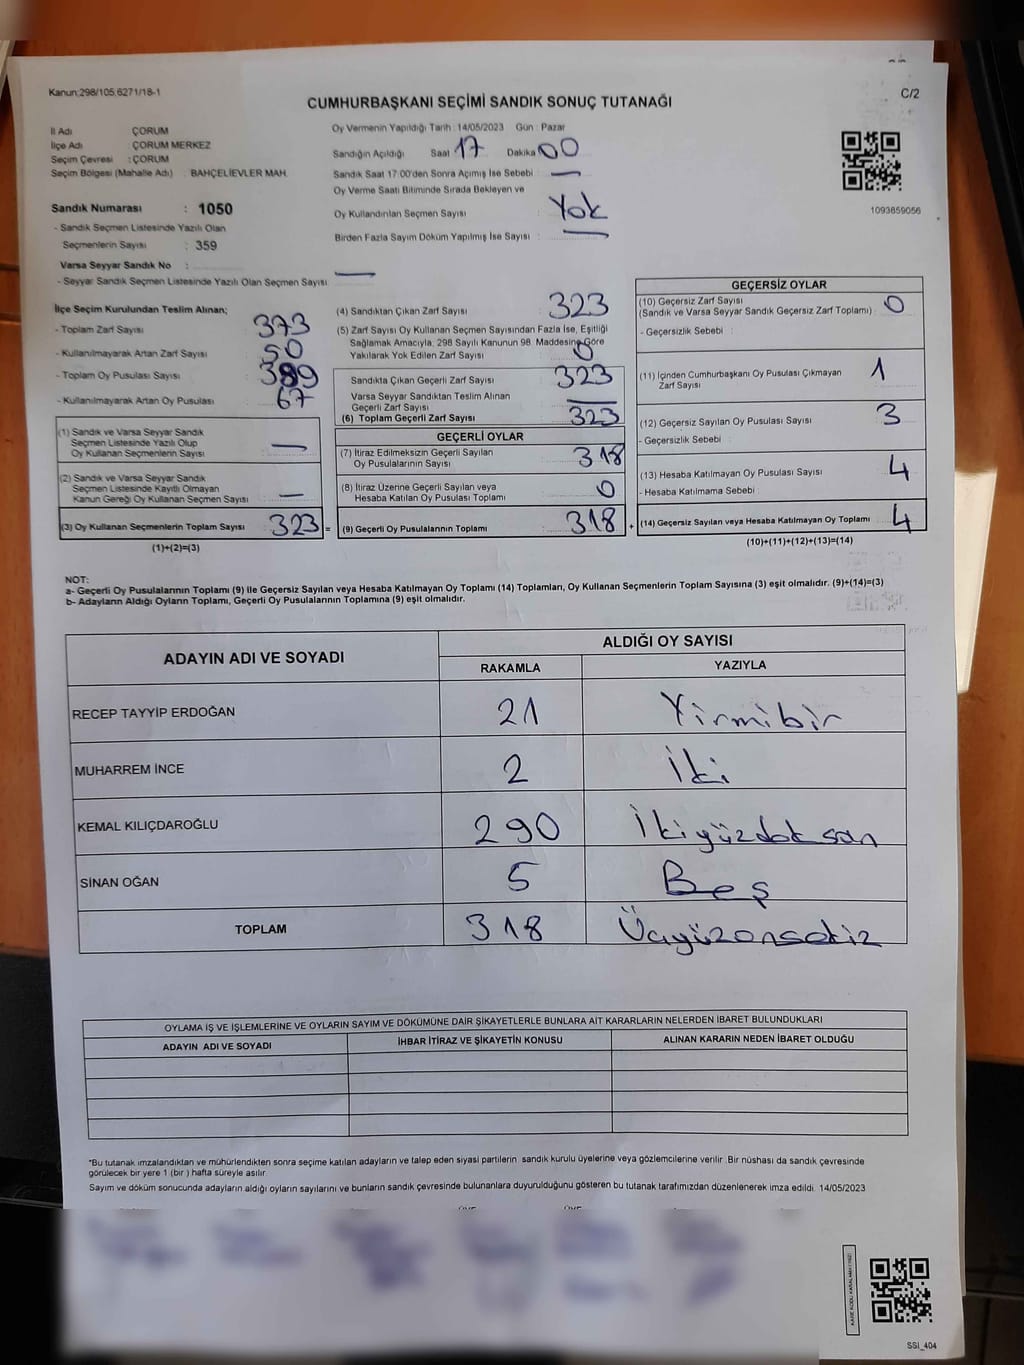 Kanun:298/105;6271/18-1
C/2
CUMHURBAŞKANI SEÇİMİ SANDIK SONUÇ TUTANAĞI
İl Adı ÇORUM
İlçe Adı ÇORUM MERKEZ
Seçim Çevresi : ÇORUM
Seçim Bölgesi (Mahalle Adı) : BAHÇELİEVLER MAH.
Sandık Numarası : 1050
- Sandık Seçmen Listesinde Yazılı Olan
Seçmenlerin Sayısı : 359
Varsa Seyyar Sandık No :
- Seyyar Sandık Seçmen Listesinde Yazılı Olan Seçmen Sayısı : —
Oy Vermenin Yapıldığı Tarih : 14/05/2023 Gün : Pazar
Sandığın Açıldığı Saat 17 Dakika 00
Sandık Saat 17:00'den Sonra Açılmış İse Sebebi : —
Oy Verme Saati Bitiminde Sırada Bekleyen ve
Oy Kullandırılan Seçmen Sayısı : Yok
Birden Fazla Sayım Döküm Yapılmış İse Sayısı : —
1093859056
İlçe Seçim Kurulundan Teslim Alınan;
- Toplam Zarf Sayısı : 373
- Kullanılmayarak Artan Zarf Sayısı : 50
- Toplam Oy Pusulası Sayısı : 389
- Kullanılmayarak Artan Oy Pusulası : 67
(1) Sandık ve Varsa Seyyar Sandık
Seçmen Listesinde Yazılı Olup
Oy Kullanan Seçmenlerin Sayısı : —
(2) Sandık ve Varsa Seyyar Sandık
Seçmen Listesinde Kayıtlı Olmayan
Kanun Gereği Oy Kullanan Seçmen Sayısı : —
(3) Oy Kullanan Seçmenlerin Toplam Sayısı : 323 =
(1)+(2)=(3)
(4) Sandıktan Çıkan Zarf Sayısı : 323
(5) Zarf Sayısı Oy Kullanan Seçmen Sayısından Fazla İse, Eşitliği
Sağlamak Amacıyla, 298 Sayılı Kanunun 98. Maddesine Göre
Yakılarak Yok Edilen Zarf Sayısı : 0
Sandıkta Çıkan Geçerli Zarf Sayısı : 323
Varsa Seyyar Sandıktan Teslim Alınan
Geçerli Zarf Sayısı : —
(6) Toplam Geçerli Zarf Sayısı : 323
GEÇERLİ OYLAR
(7) İtiraz Edilmeksizin Geçerli Sayılan
Oy Pusulalarının Sayısı : 318
(8) İtiraz Üzerine Geçerli Sayılan veya
Hesaba Katılan Oy Pusulası Toplamı : 0
(9) Geçerli Oy Pusulalarının Toplamı : 318 +
GEÇERSİZ OYLAR
(10) Geçersiz Zarf Sayısı
(Sandık ve Varsa Seyyar Sandık Geçersiz Zarf Toplamı) : 0
- Geçersizlik Sebebi :
(11) İçinden Cumhurbaşkanı Oy Pusulası Çıkmayan
Zarf Sayısı : 1
(12) Geçersiz Sayılan Oy Pusulası Sayısı : 3
- Geçersizlik Sebebi :
(13) Hesaba Katılmayan Oy Pusulası Sayısı : 4
- Hesaba Katılmama Sebebi :
(14) Geçersiz Sayılan veya Hesaba Katılmayan Oy Toplamı : 4
(10)+(11)+(12)+(13)=(14)
NOT:
a- Geçerli Oy Pusulalarının Toplamı (9) ile Geçersiz Sayılan veya Hesaba Katılmayan Oy Toplamı (14) Toplamları, Oy Kullanan Seçmenlerin Toplam Sayısına (3) eşit olmalıdır. (9)+(14)=(3)
b- Adayların Aldığı Oyların Toplamı, Geçerli Oy Pusulalarının Toplamına (9) eşit olmalıdır.
ADAYIN ADI VE SOYADI ALDIĞI OY SAYISI
RAKAMLA YAZIYLA
RECEP TAYYİP ERDOĞAN 21 Yirmibir
MUHARREM İNCE 2 İki
KEMAL KILIÇDAROĞLU 290 İkiyüzdoksan
SİNAN OĞAN 5 Beş
TOPLAM 318 Üçyüzonsekiz
OYLAMA İŞ VE İŞLEMLERİNE VE OYLARIN SAYIM VE DÖKÜMÜNE DAİR ŞİKAYETLERLE BUNLARA AİT KARARLARIN NELERDEN İBARET BULUNDUKLARI
ADAYIN ADI VE SOYADI İHBAR İTİRAZ VE ŞİKAYETİN KONUSU ALINAN KARARIN NEDEN İBARET OLDUĞU
*Bu tutanak imzalandıktan ve mühürlendikten sonra seçime katılan adayların ve talep eden siyasi partilerin sandık kurulu üyelerine veya gözlemcilerine verilir. Bir nüshası da sandık çevresinde
görülecek bir yere 1 (bir ) hafta süreyle asılır.
Sayım ve döküm sonucunda adayların aldığı oyların sayılarını ve bunların sandık çevresinde bulunanlara duyurulduğunu gösteren bu tutanak tarafımızdan düzenlenerek imza edildi. 14/05/2023
SSI_404